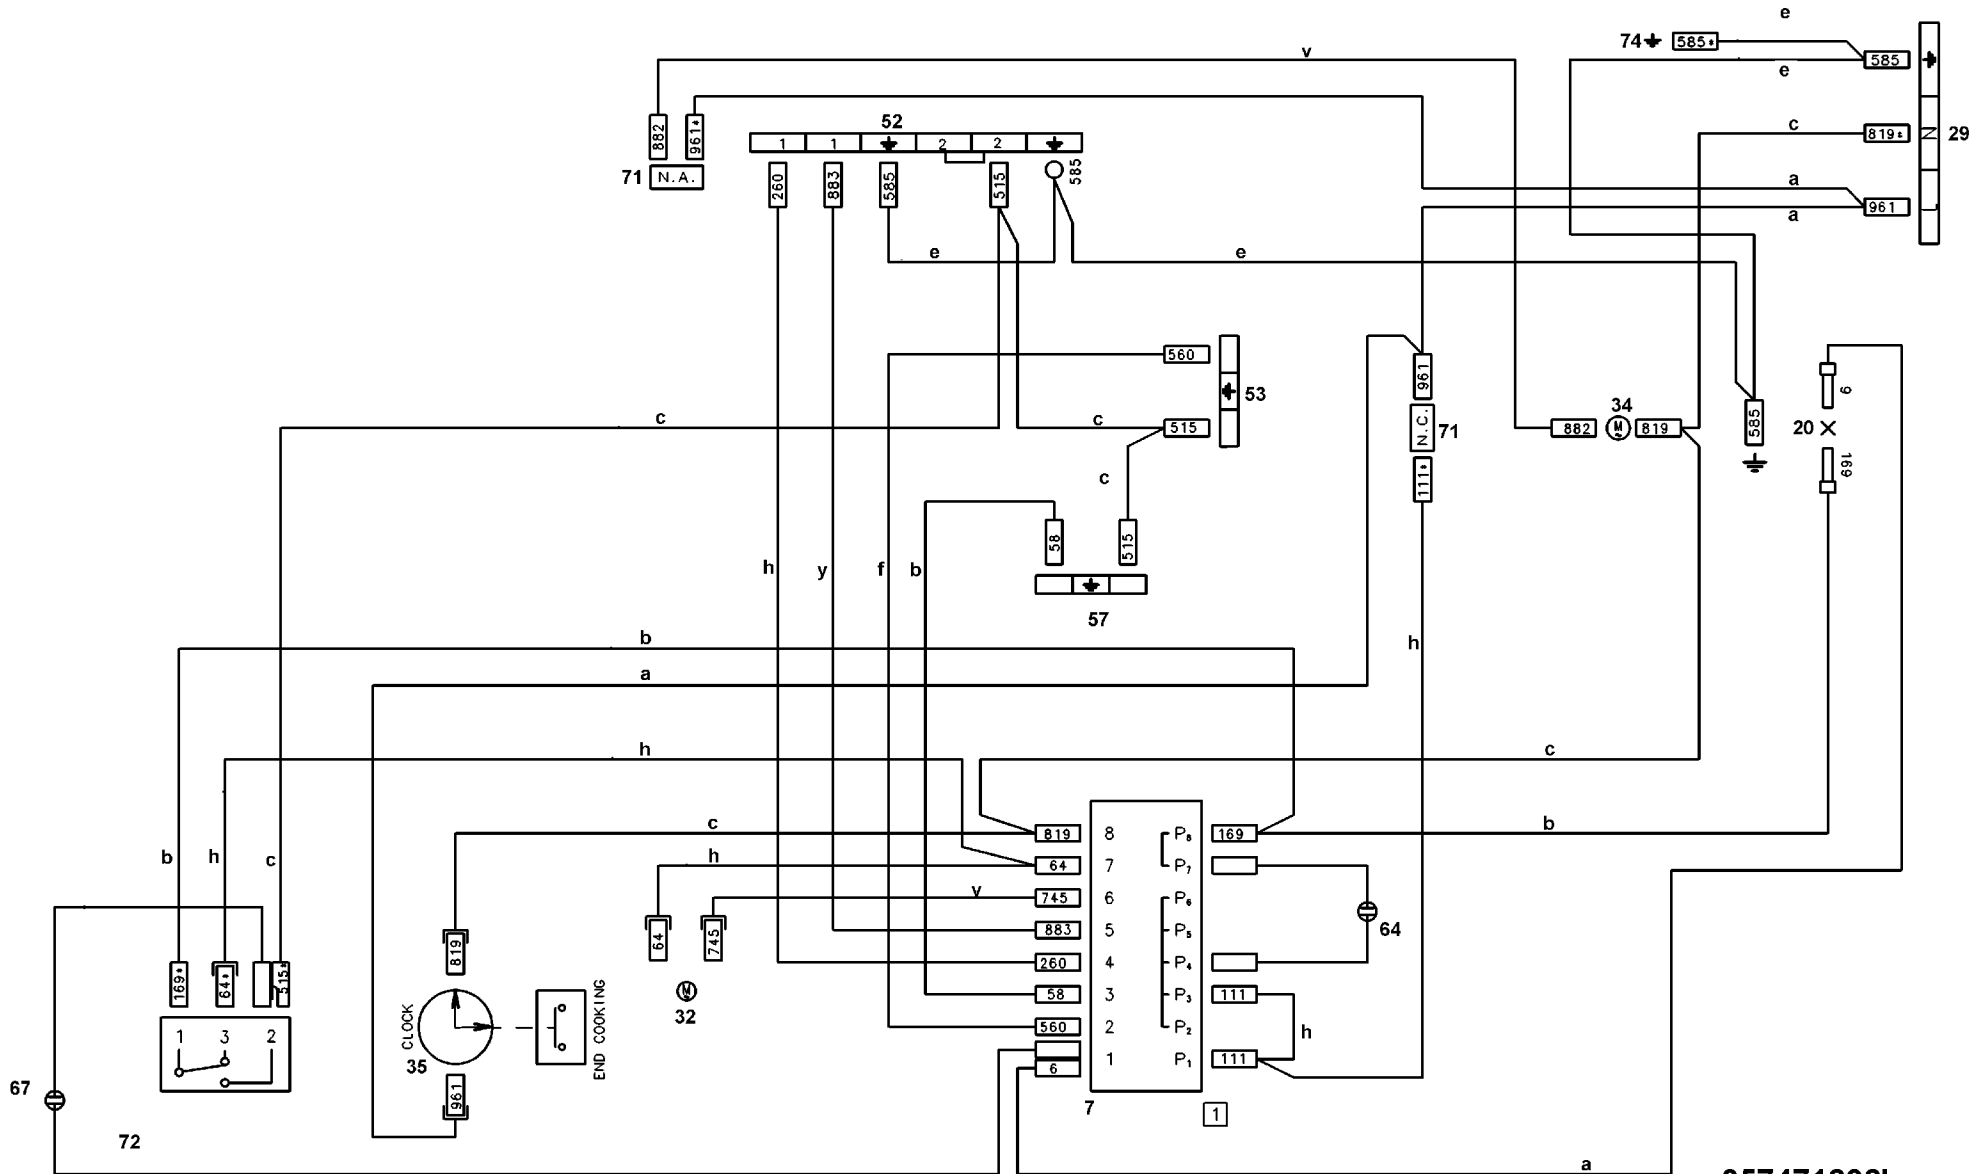 e
74 585*
v
e
585
29
c
819*
N
a
961
L
a
882
961*
71 N.A.
52
1 1 2 2
260
883
585
515
585
e
e
560
53
c
c
515
961
N.C.
71
111*
34
882 M 819
585
6
20
169
c
58
515
57
h
y
f
b
h
b
a
h
c
c
b
h
c
b
h
v
819 8 P8 169
64 7 P7
745 6 P6
883 5 P5
260 4 P4
58 3 P3 111
560 2 P2
1 P1 111
6
h
64
7
1
169*
64*
515*
1 3 2
67
72
819
CLOCK
35
961
END COOKING
64
745
M
32
a